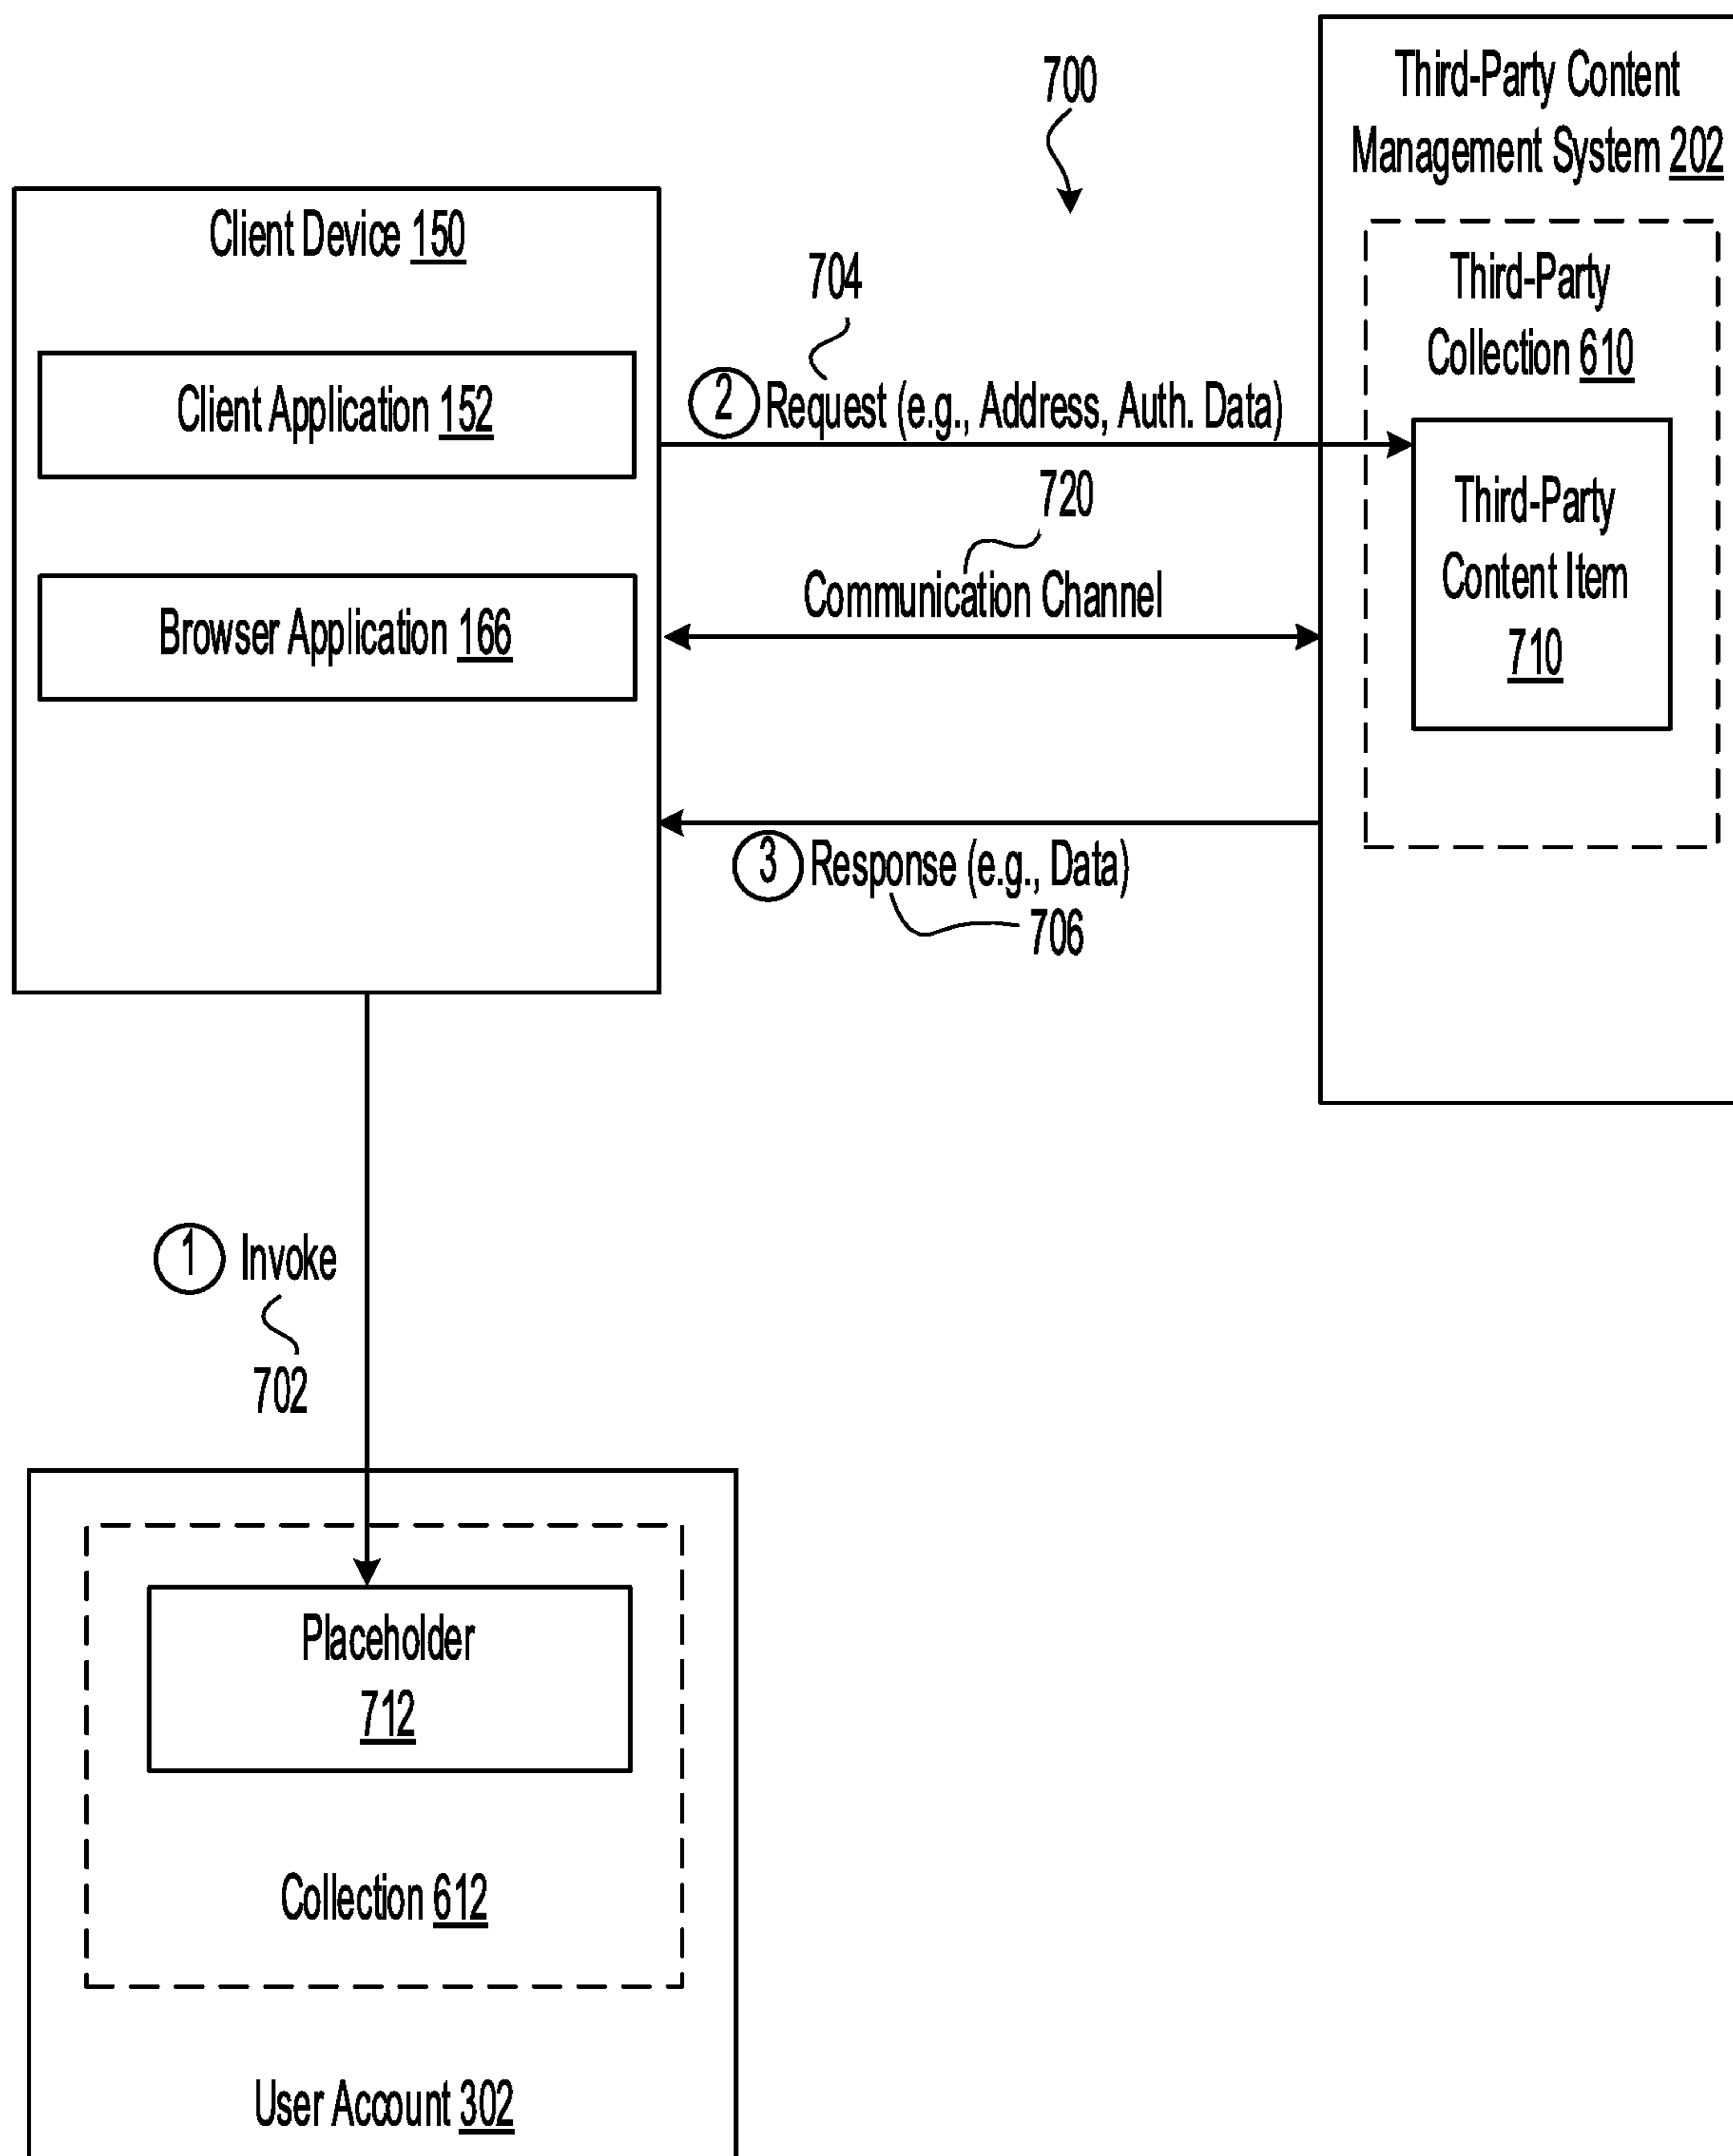 700
Third-Party Content
Management System 202
Client Device 150
Third-Party
Collection 610
704
Client Application 152
2 Request (e.g., Address, Auth. Data)
720
Third-Party
Content Item
710
Communication Channel
Browser Application 166
3 Response (e.g., Data)
706
1 Invoke
702
Placeholder
712
Collection 612
User Account 302